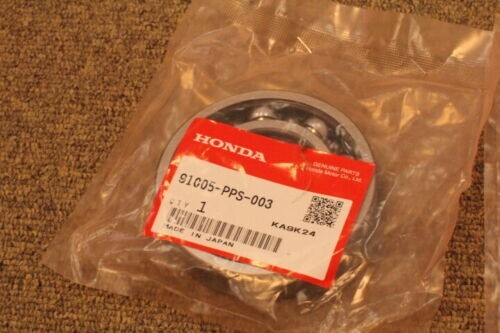 HONDA
GENUINE PARTS
Honda Motor Co., Ltd.
91005-PPS-003
QTY 1
KA9K24
MADE IN JAPAN